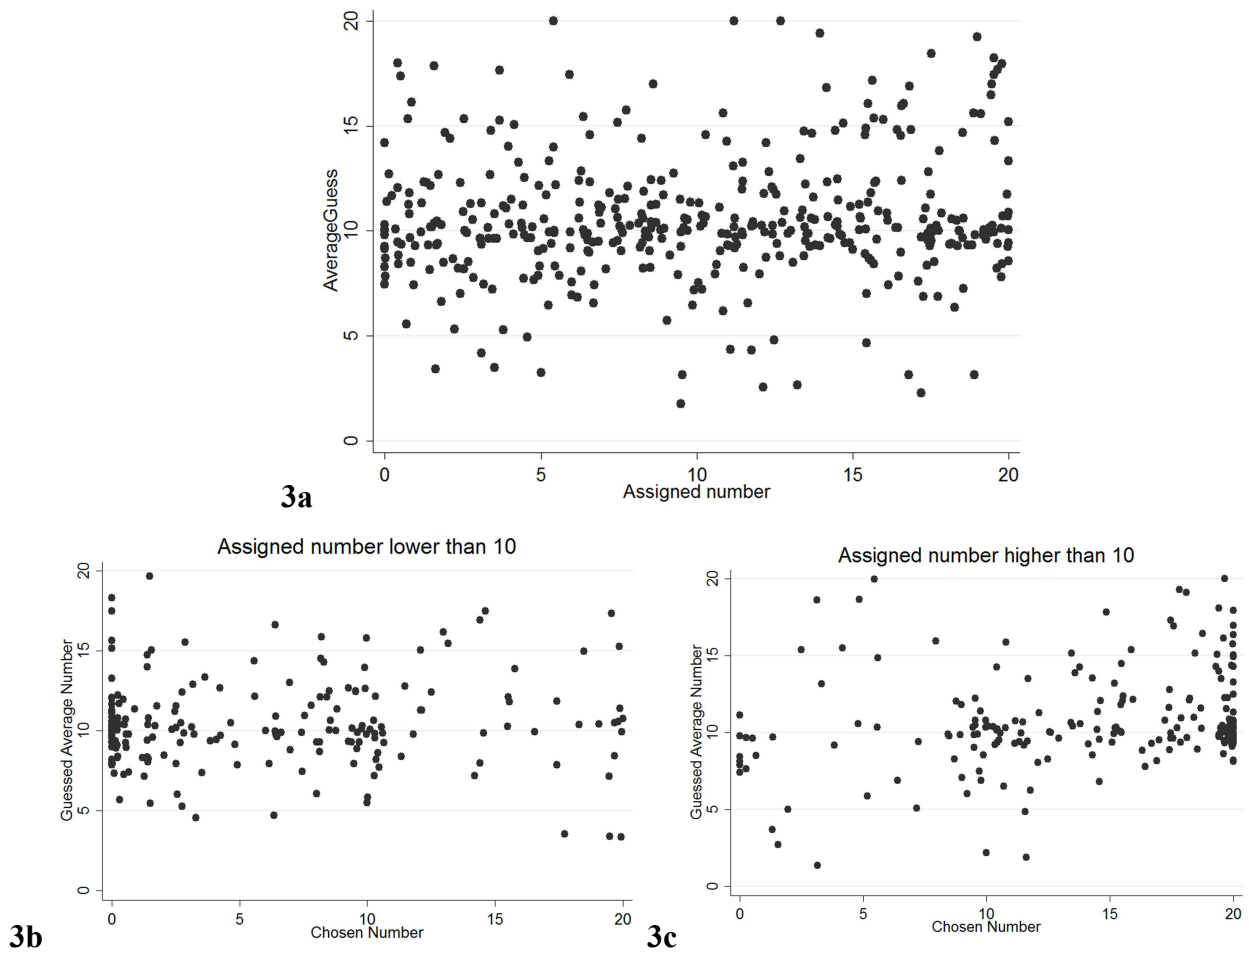 20
15
10
5
0
AverageGuess
0 5 10 15 20
Assigned number
3a
Assigned number lower than 10
20
15
10
5
0
Guessed Average Number
0 5 10 15 20
Chosen Number
3b
Assigned number higher than 10
20
15
10
5
0
Guessed Average Number
0 5 10 15 20
Chosen Number
3c